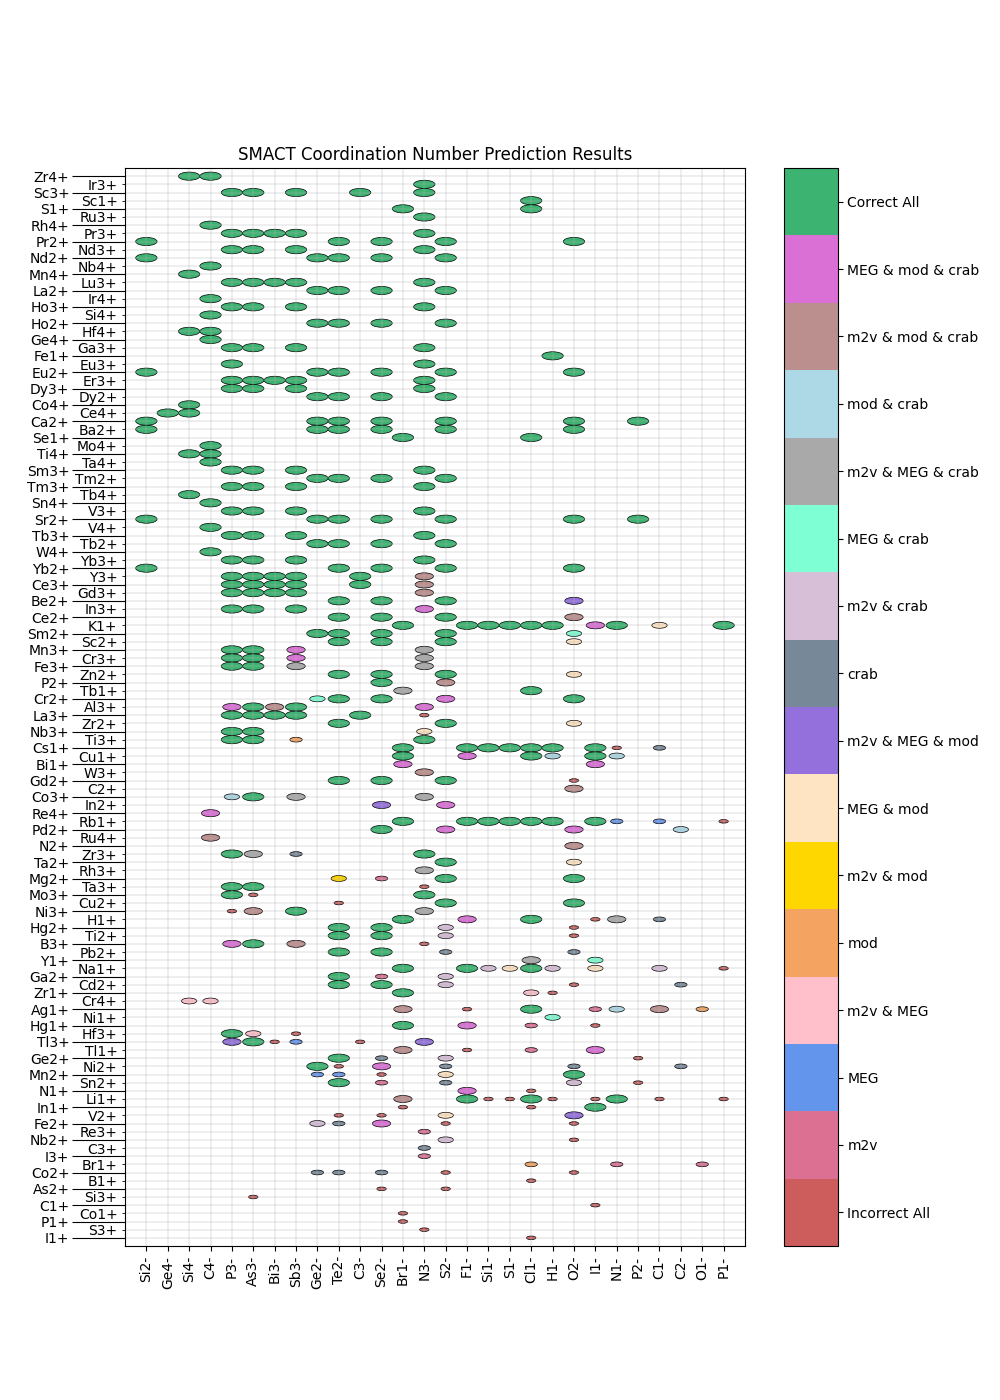 SMACT Coordination Number Prediction Results
Zr4+
Ir3+
Sc3+
Sc1+
S1+
Ru3+
Rh4+
Pr3+
Pr2+
Nd3+
Nd2+
Nb4+
Mn4+
Lu3+
La2+
Ir4+
Ho3+
Si4+
Ho2+
Hf4+
Ge4+
Ga3+
Fe1+
Eu3+
Eu2+
Er3+
Dy3+
Dy2+
Co4+
Ce4+
Ca2+
Ba2+
Se1+
Mo4+
Ti4+
Ta4+
Sm3+
Tm2+
Tm3+
Tb4+
Sn4+
V3+
Sr2+
V4+
Tb3+
Tb2+
W4+
Yb3+
Yb2+
Y3+
Ce3+
Gd3+
Be2+
In3+
Ce2+
K1+
Sm2+
Sc2+
Mn3+
Cr3+
Fe3+
Zn2+
P2+
Tb1+
Cr2+
Al3+
La3+
Zr2+
Nb3+
Ti3+
Cs1+
Cu1+
Bi1+
W3+
Gd2+
C2+
Co3+
In2+
Re4+
Rb1+
Pd2+
Ru4+
N2+
Zr3+
Ta2+
Rh3+
Mg2+
Ta3+
Mo3+
Cu2+
Ni3+
H1+
Hg2+
Ti2+
B3+
Pb2+
Y1+
Na1+
Ga2+
Cd2+
Zr1+
Cr4+
Ag1+
Ni1+
Hg1+
Hf3+
Tl3+
Tl1+
Ge2+
Ni2+
Mn2+
Sn2+
N1+
Li1+
In1+
V2+
Fe2+
Re3+
Nb2+
C3+
I3+
Br1+
Co2+
B1+
As2+
Si3+
C1+
Co1+
P1+
S3+
I1+
Si2-
Ge4-
Si4-
C4-
P3-
As3-
Bi3-
Sb3-
Ge2-
Te2-
C3-
Se2-
Br1-
N3-
S2-
F1-
Si1-
S1-
Cl1-
H1-
O2-
I1-
N1-
P2-
C1-
C2-
O1-
P1-
Correct All
MEG & mod & crab
m2v & mod & crab
mod & crab
m2v & MEG & crab
MEG & crab
m2v & crab
crab
m2v & MEG & mod
MEG & mod
m2v & mod
mod
m2v & MEG
MEG
m2v
Incorrect All